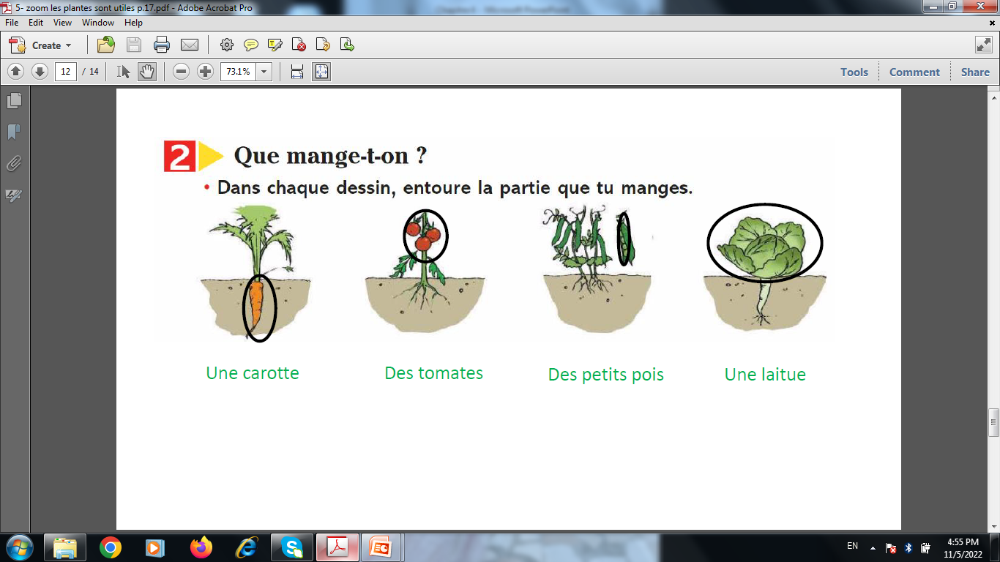 5- zoom les plantes sont utiles p.17.pdf - Adobe Acrobat Pro
File Edit View Window Help
Create
12 / 14
73.1%
Tools Comment Share
2 Que mange-t-on ?
• Dans chaque dessin, entoure la partie que tu manges.
Une carotte Des tomates Des petits pois Une laitue
EN
4:55 PM
11/5/2022